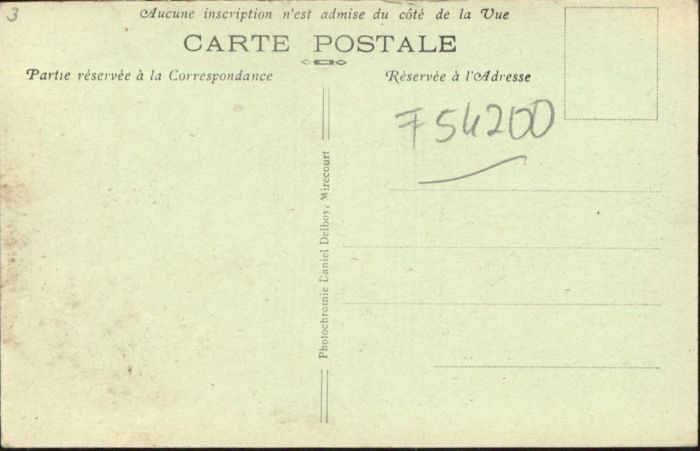 3
Aucune inscription n'est admise du côté de la Vue
CARTE POSTALE
Partie réservée à la Correspondance
Réservée à l'Adresse
F 54200
Photochromie Daniel Delboy, Mirecourt